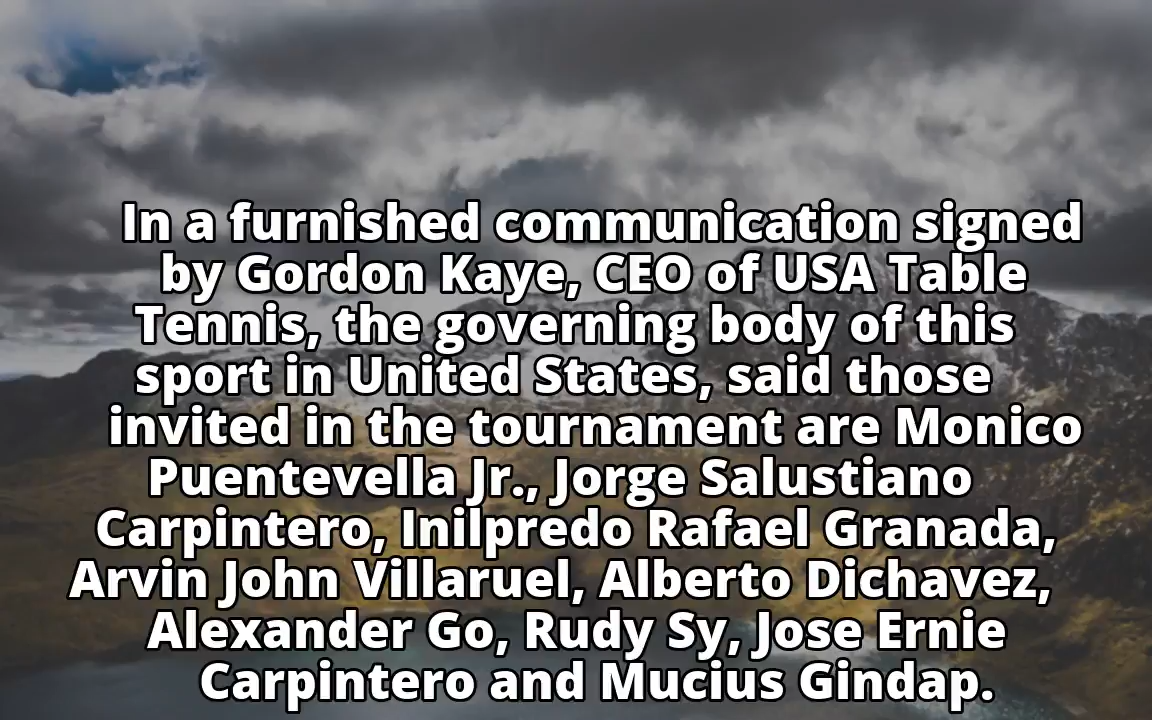 In a furnished communication signed
by Gordon Kaye, CEO of USA Table
Tennis, the governing body of this
sport in United States, said those
invited in the tournament are Monico
Puentevella Jr., Jorge Salustiano
Carpintero, Inilpredo Rafael Granada,
Arvin John Villaruel, Alberto Dichavez,
Alexander Go, Rudy Sy, Jose Ernie
Carpintero and Mucius Gindap.